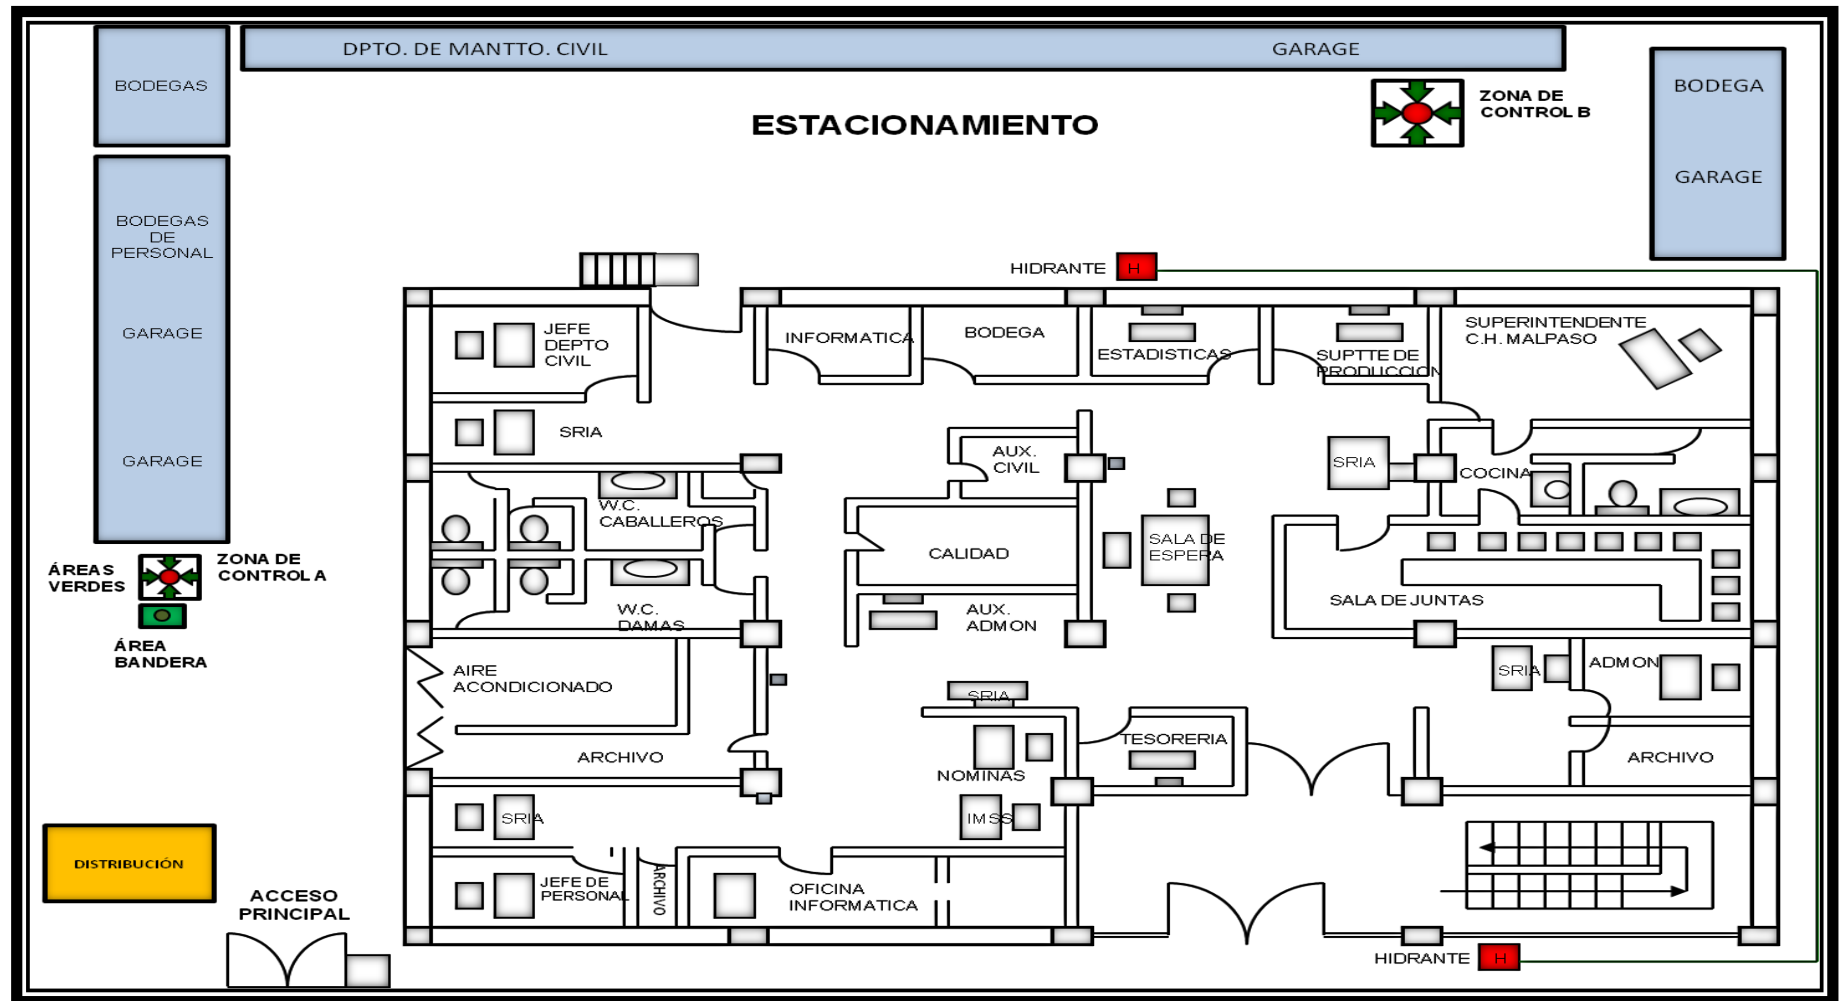 DPTO. DE MANTTO. CIVIL
GARAGE
BODEGAS
BODEGA
GARAGE
ZONA DE
CONTROL B
ESTACIONAMIENTO
BODEGAS
DE
PERSONAL
GARAGE
GARAGE
HIDRANTE
H
JEFE
DEPTO
CIVIL
INFORMATICA
BODEGA
ESTADISTICAS
SUPTTE DE
PRODUCCION
SUPERINTENDENTE
C.H. MALPASO
SRIA
AUX.
CIVIL
SRIA
COCINA
W.C.
CABALLEROS
CALIDAD
SALA DE
ESPERA
SALA DE JUNTAS
ÁREAS
VERDES
ZONA DE
CONTROL A
ÁREA
BANDERA
W.C.
DAMAS
AUX.
ADMON
AIRE
ACONDICIONADO
SRIA
SRIA
ADMON
ARCHIVO
NOMINAS
TESORERIA
ARCHIVO
SRIA
IMSS
DISTRIBUCIÓN
JEFE DE
PERSONAL
ARCHIVO
OFICINA
INFORMATICA
ACCESO
PRINCIPAL
HIDRANTE
H